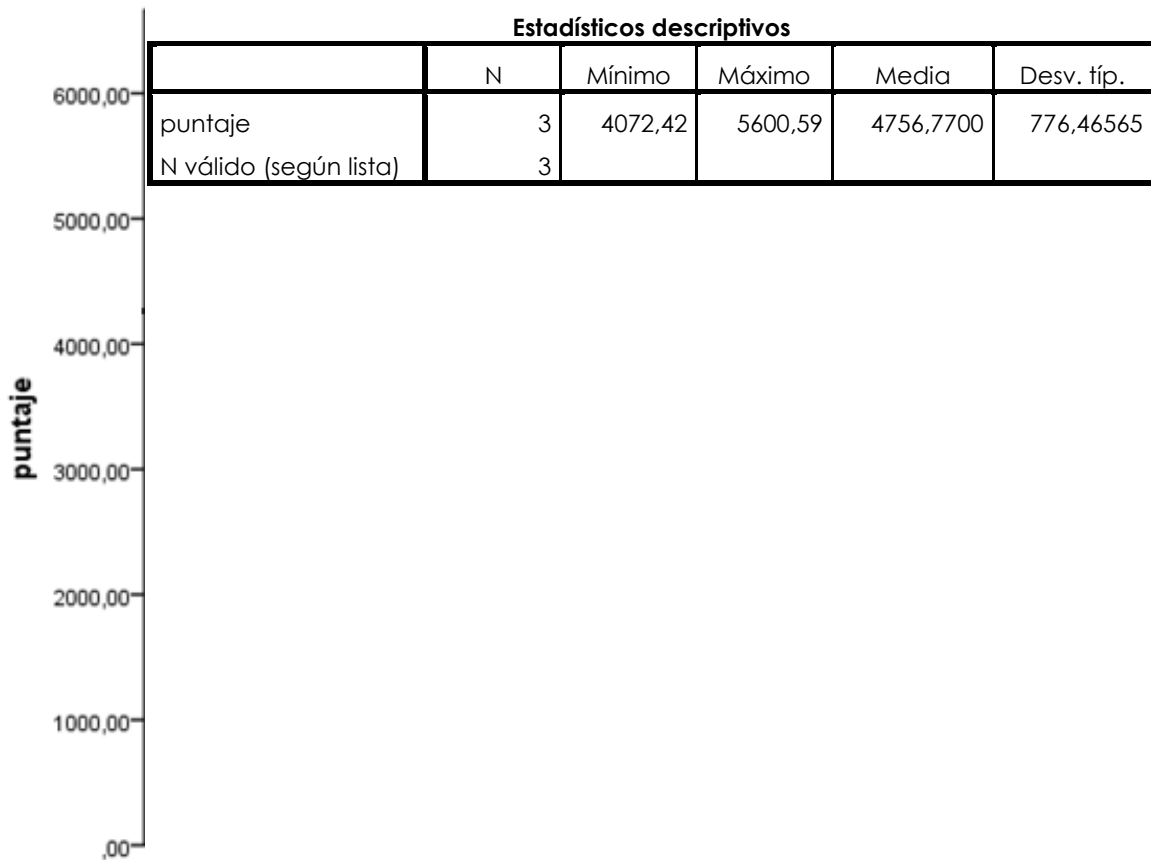 Estadísticos descriptivos
N Mínimo Máximo Media Desv. típ.
puntaje 3 4072,42 5600,59 4756,7700 776,46565
N válido (según lista) 3
puntaje
6000,00
5000,00
4000,00
3000,00
2000,00
1000,00
,00